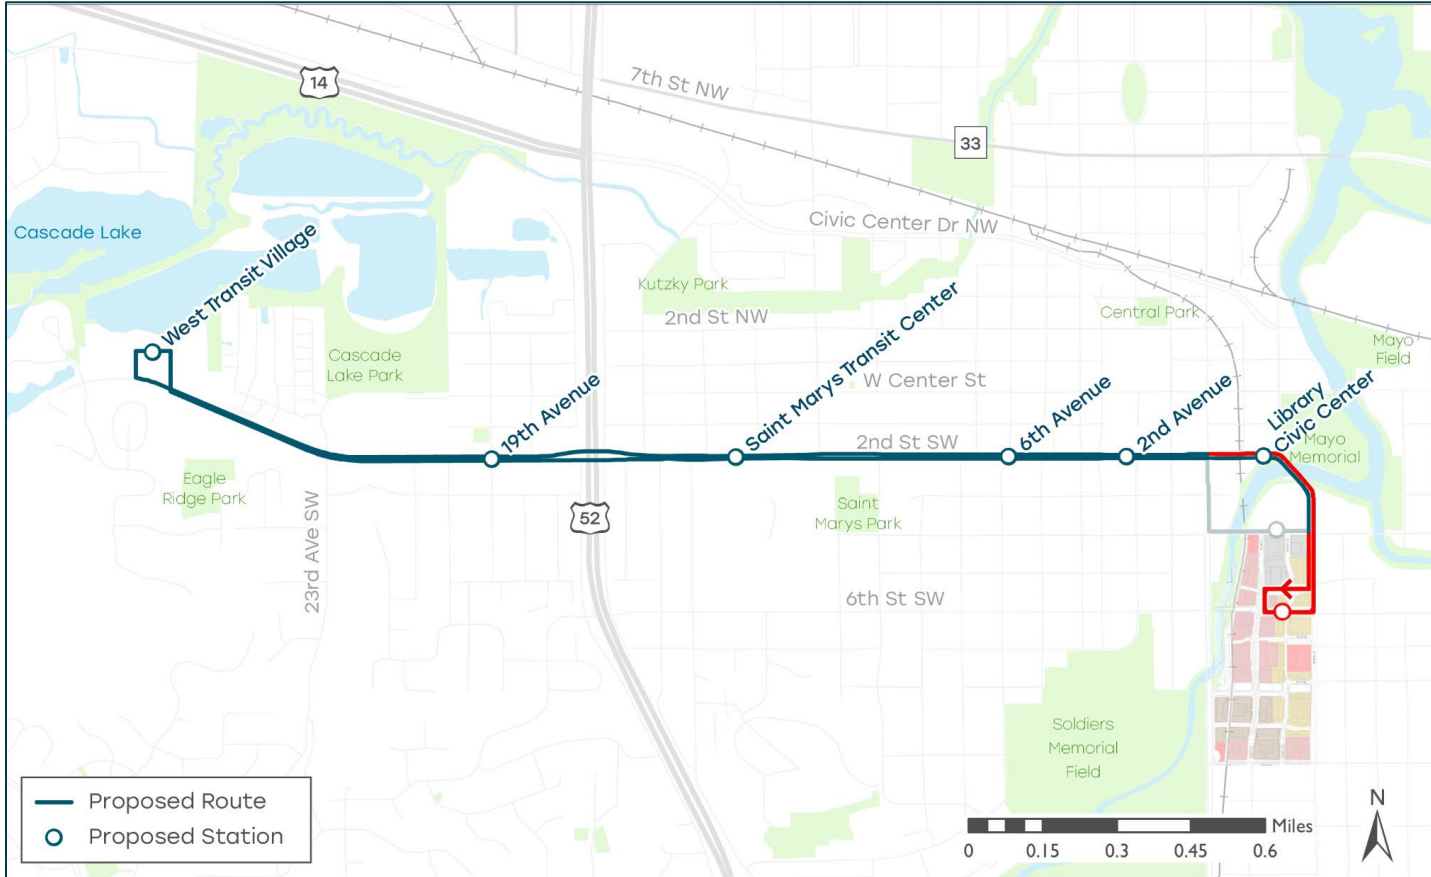 14
7th St NW
33
Cascade Lake
West Transit Village
Civic Center Dr NW
Kutzky Park
2nd St NW
Saint Marys Transit Center
Central Park
Mayo
Field
Cascade
Lake Park
W Center St
19th Avenue
6th Avenue
2nd Avenue
Library
Civic Center
2nd St SW
Mayo
Memorial
Eagle
Ridge Park
23rd AVe SW
52
Saint
Marys Park
6th St SW
Soldiers
Memorial
Field
Proposed Route
Proposed Station
N
Miles
0 0.15 0.3 0.45 0.6